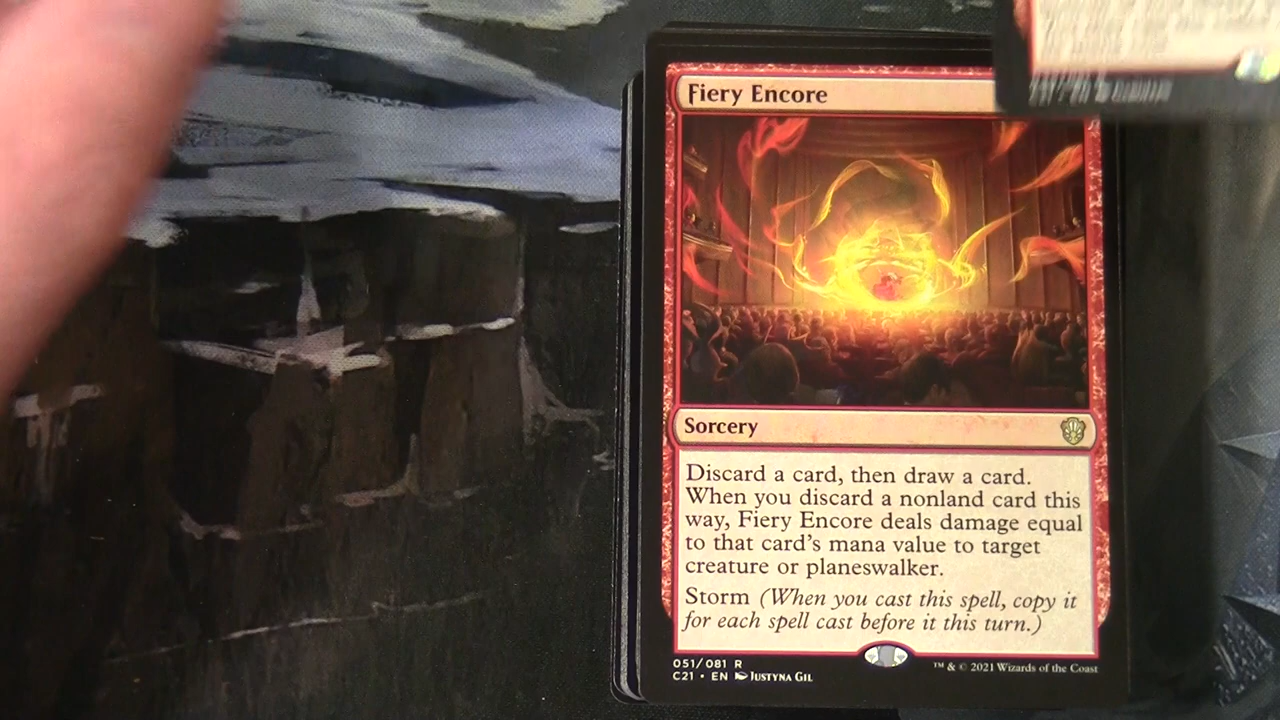 Fiery Encore
Sorcery
Discard a card, then draw a card.
When you discard a nonland card this
way, Fiery Encore deals damage equal
to that card's mana value to target
creature or planeswalker.
Storm (When you cast this spell, copy it
for each spell cast before it this turn.)
051/081 R
C21 • EN Justyna Gil
™ & © 2021 Wizards of the Coast